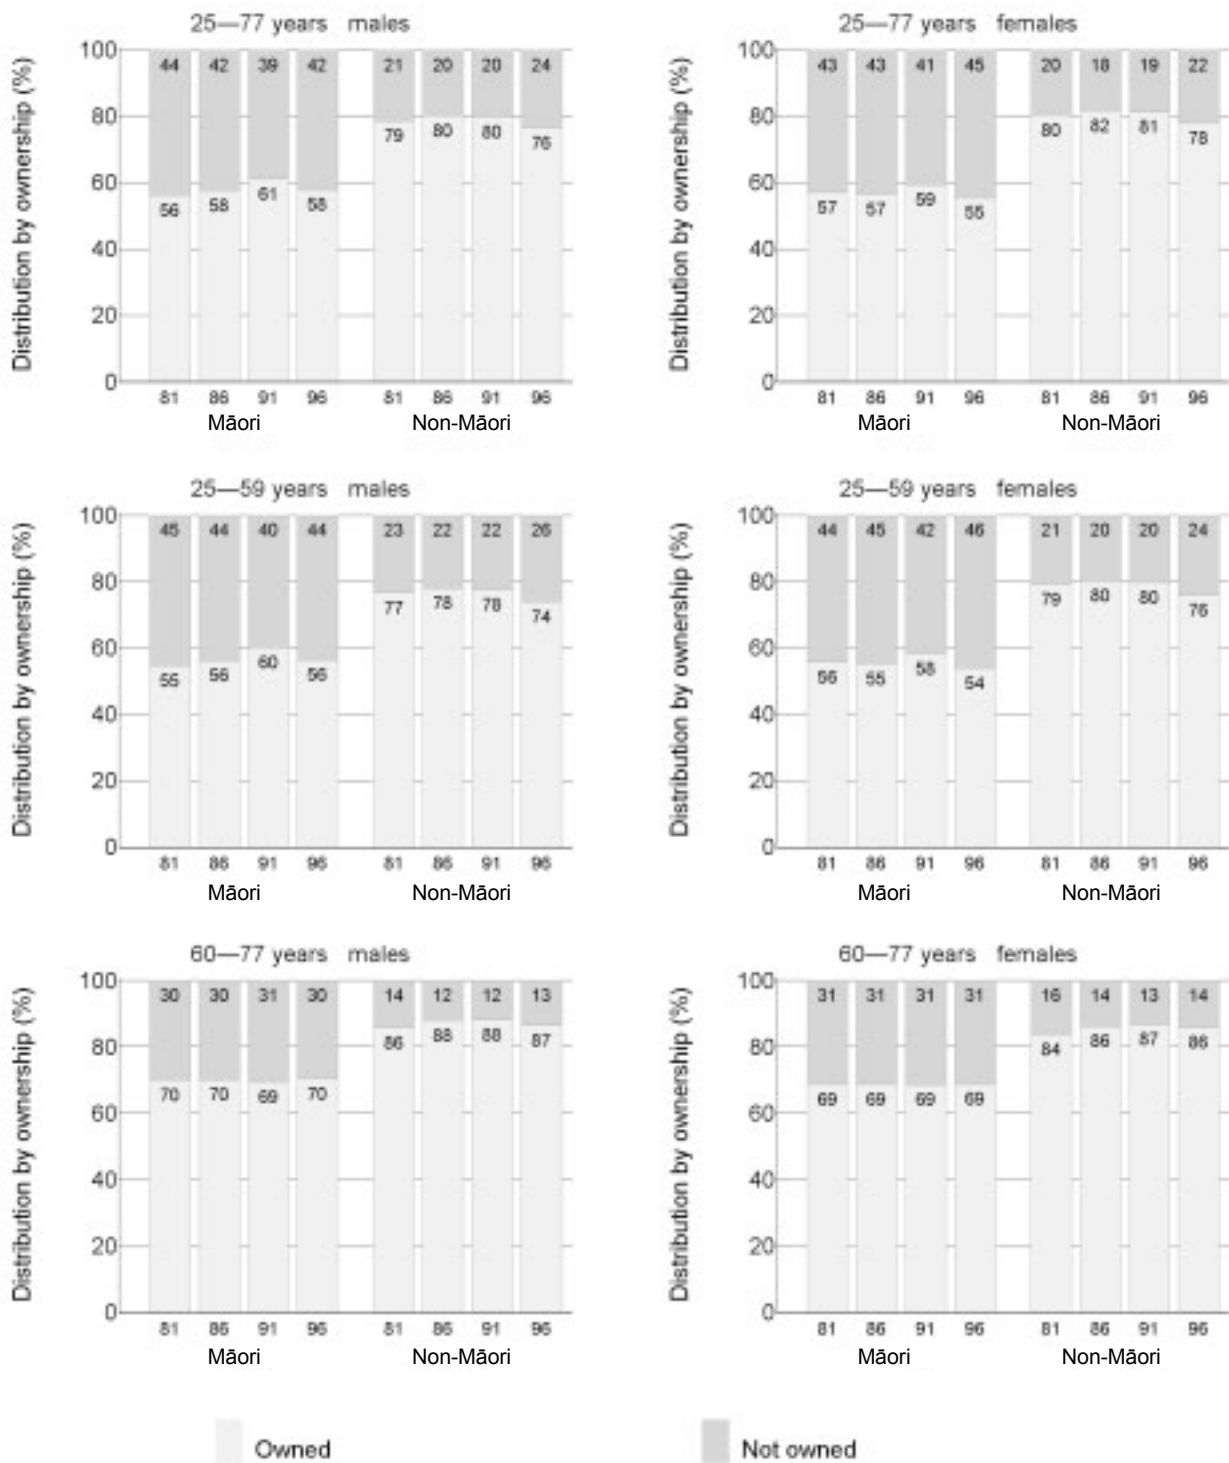 25—77 years males
Distribution by ownership (%)
100
80
60
40
20
0
44 42 39 42 21 20 20 24
56 58 61 58 79 80 80 76
81 86 91 96 81 86 91 96
Māori Non-Māori
25—77 years females
Distribution by ownership (%)
100
80
60
40
20
0
43 43 41 45 20 18 19 22
57 57 59 55 80 82 81 78
81 86 91 96 81 86 91 96
Māori Non-Māori
25—59 years males
Distribution by ownership (%)
100
80
60
40
20
0
45 44 40 44 23 22 22 26
55 56 60 56 77 78 78 74
81 86 91 96 81 86 91 96
Māori Non-Māori
25—59 years females
Distribution by ownership (%)
100
80
60
40
20
0
44 45 42 46 21 20 20 24
56 55 58 54 79 80 80 76
81 86 91 96 81 86 91 96
Māori Non-Māori
60—77 years males
Distribution by ownership (%)
100
80
60
40
20
0
30 30 31 30 14 12 12 13
70 70 69 70 86 88 88 87
81 86 91 96 81 86 91 96
Māori Non-Māori
60—77 years females
Distribution by ownership (%)
100
80
60
40
20
0
31 31 31 31 16 14 13 14
69 69 69 69 84 86 87 86
81 86 91 96 81 86 91 96
Māori Non-Māori
Owned Not owned